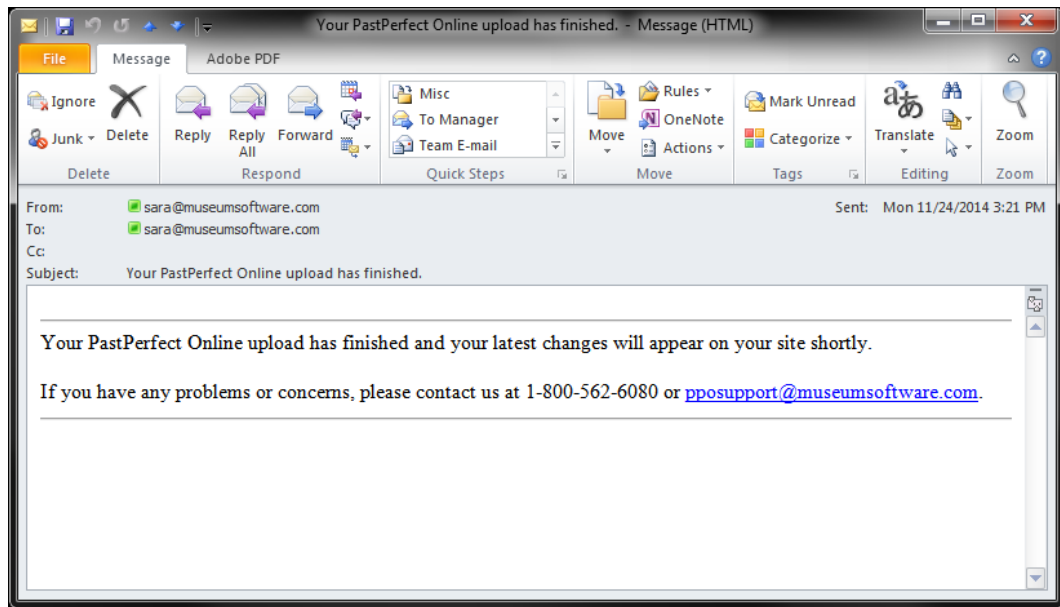 Your PastPerfect Online upload has finished. - Message (HTML)
File Message Adobe PDF
Ignore
Junk
Delete
Reply
Reply All
Forward
Misc
To Manager
Team E-mail
Move
Rules
OneNote
Actions
Mark Unread
Categorize
Translate
Zoom
Delete Respond Quick Steps Move Tags Editing Zoom
From: sara@museumsoftware.com Sent: Mon 11/24/2014 3:21 PM
To: sara@museumsoftware.com
Cc:
Subject: Your PastPerfect Online upload has finished.
Your PastPerfect Online upload has finished and your latest changes will appear on your site shortly.
If you have any problems or concerns, please contact us at 1-800-562-6080 or pposupport@museumsoftware.com.